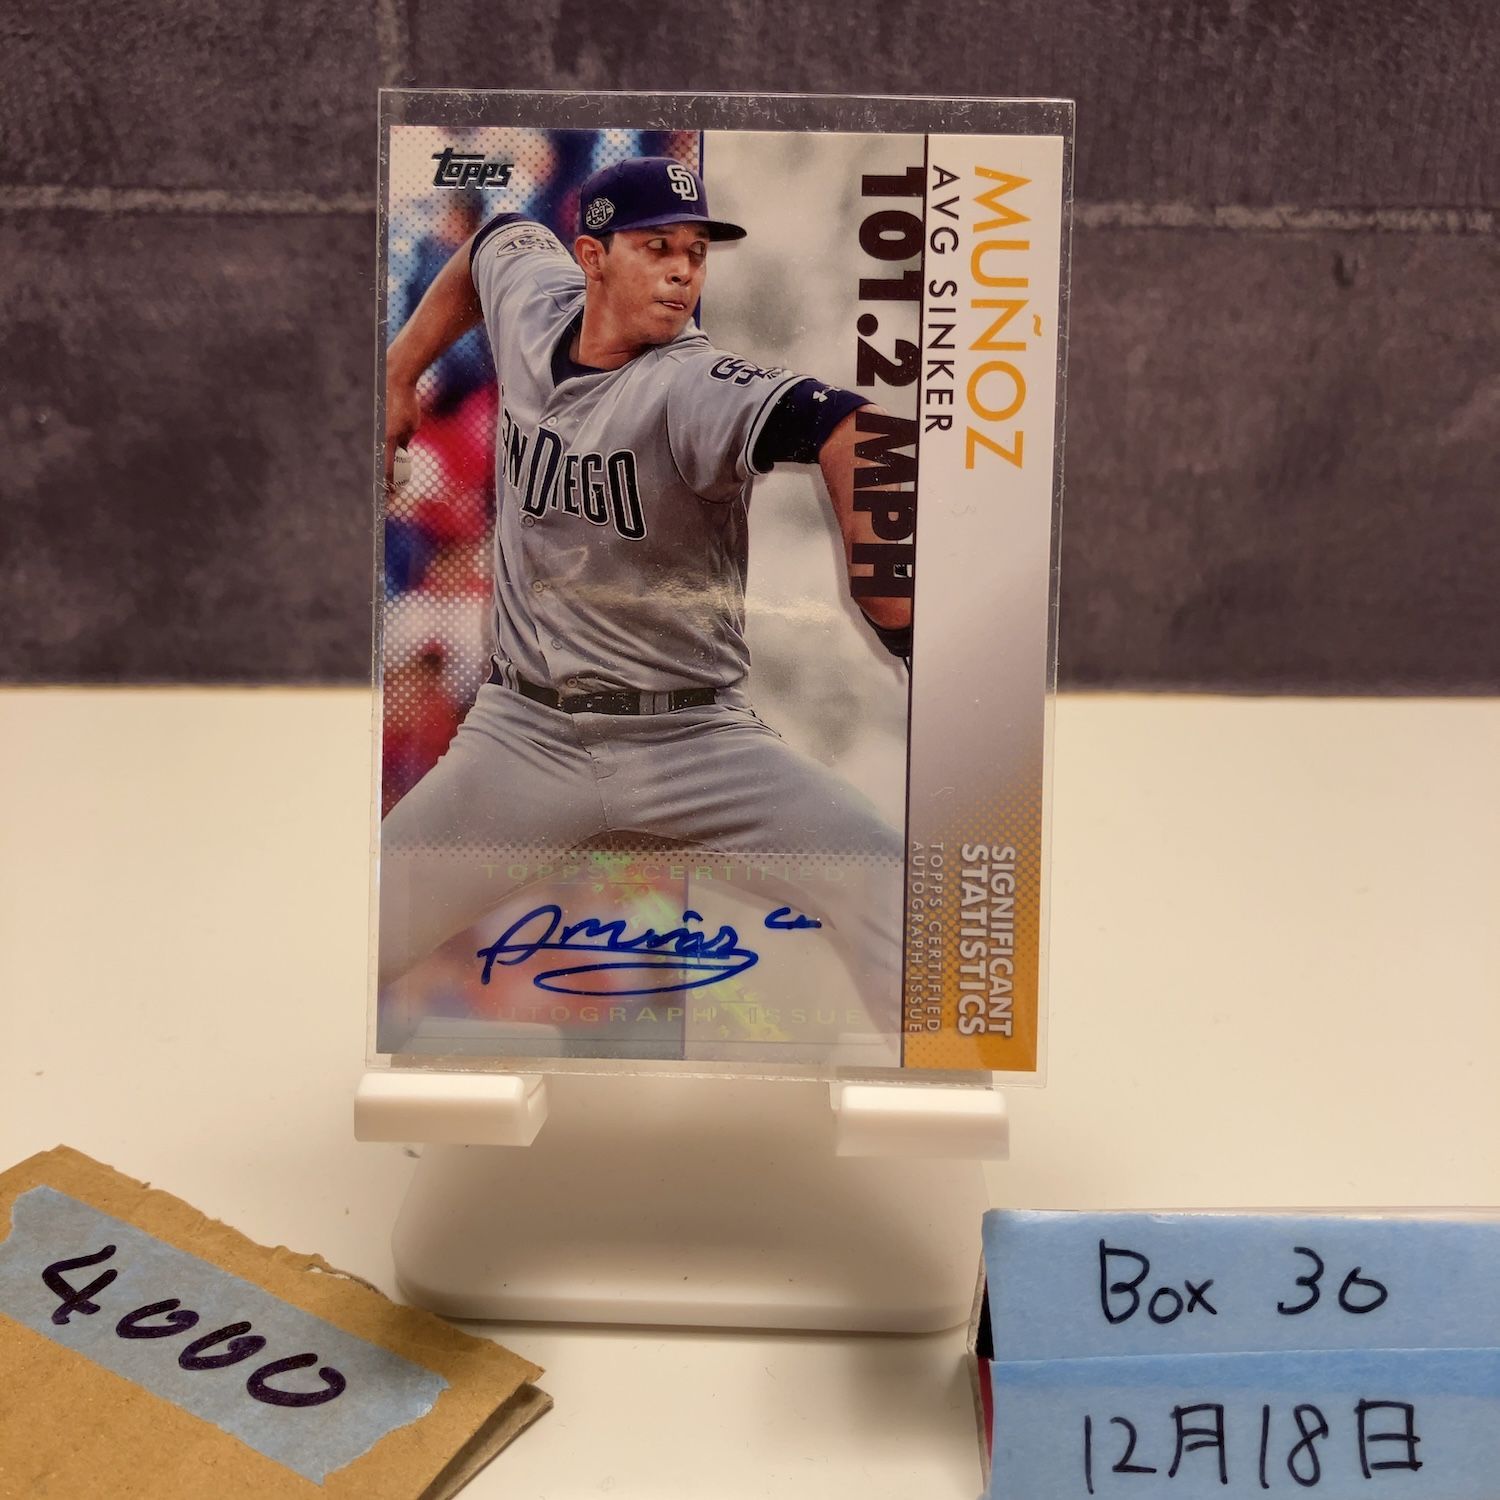 topps
SD
SAN DIEGO
MUÑOZ
AVG SINKER
101.2 MPH
SIGNIFICANT
STATISTICS
TOPPS CERTIFIED
AUTOGRAPH ISSUE
TOPPS CERTIFIED
AUTOGRAPH ISSUE
4000
Box 30
12月18日